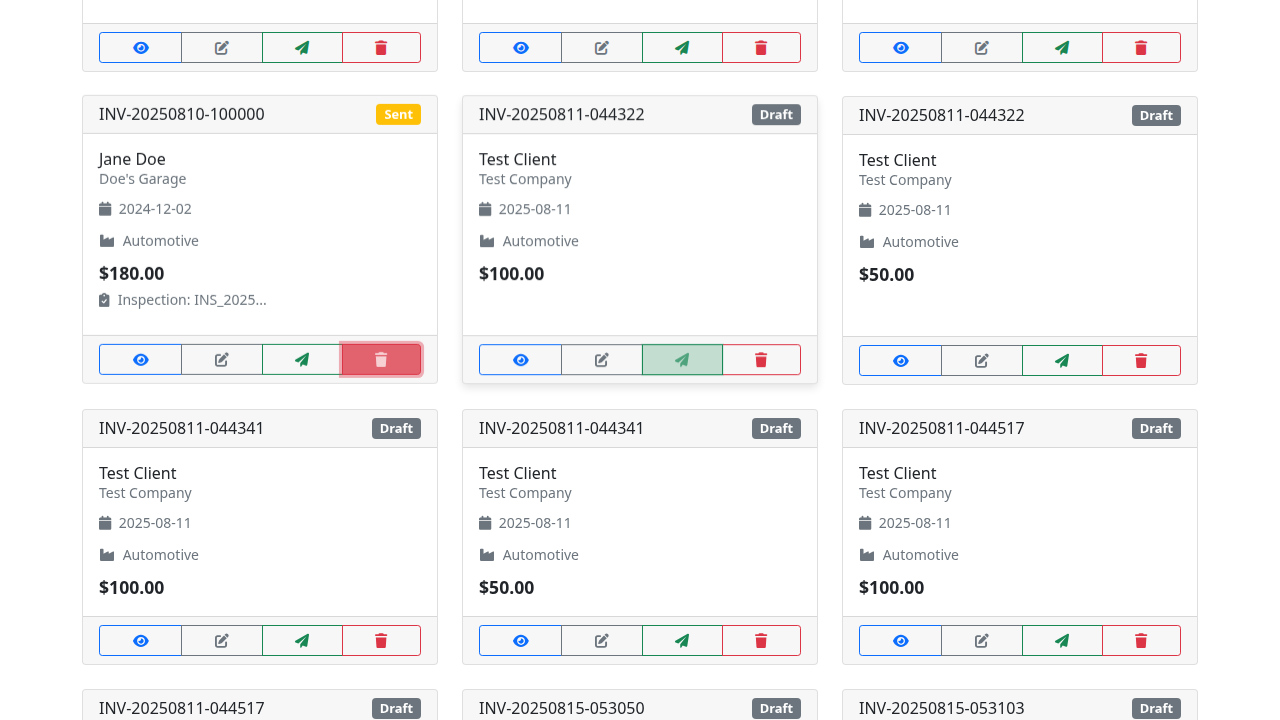 INV-20250810-100000 Sent
Jane Doe
Doe's Garage
2024-12-02
Automotive
$180.00
Inspection: INS_2025...
INV-20250811-044322 Draft
Test Client
Test Company
2025-08-11
Automotive
$100.00
INV-20250811-044322 Draft
Test Client
Test Company
2025-08-11
Automotive
$50.00
INV-20250811-044341 Draft
Test Client
Test Company
2025-08-11
Automotive
$100.00
INV-20250811-044341 Draft
Test Client
Test Company
2025-08-11
Automotive
$50.00
INV-20250811-044517 Draft
Test Client
Test Company
2025-08-11
Automotive
$100.00
INV-20250811-044517 Draft
INV-20250815-053050 Draft
INV-20250815-053103 Draft